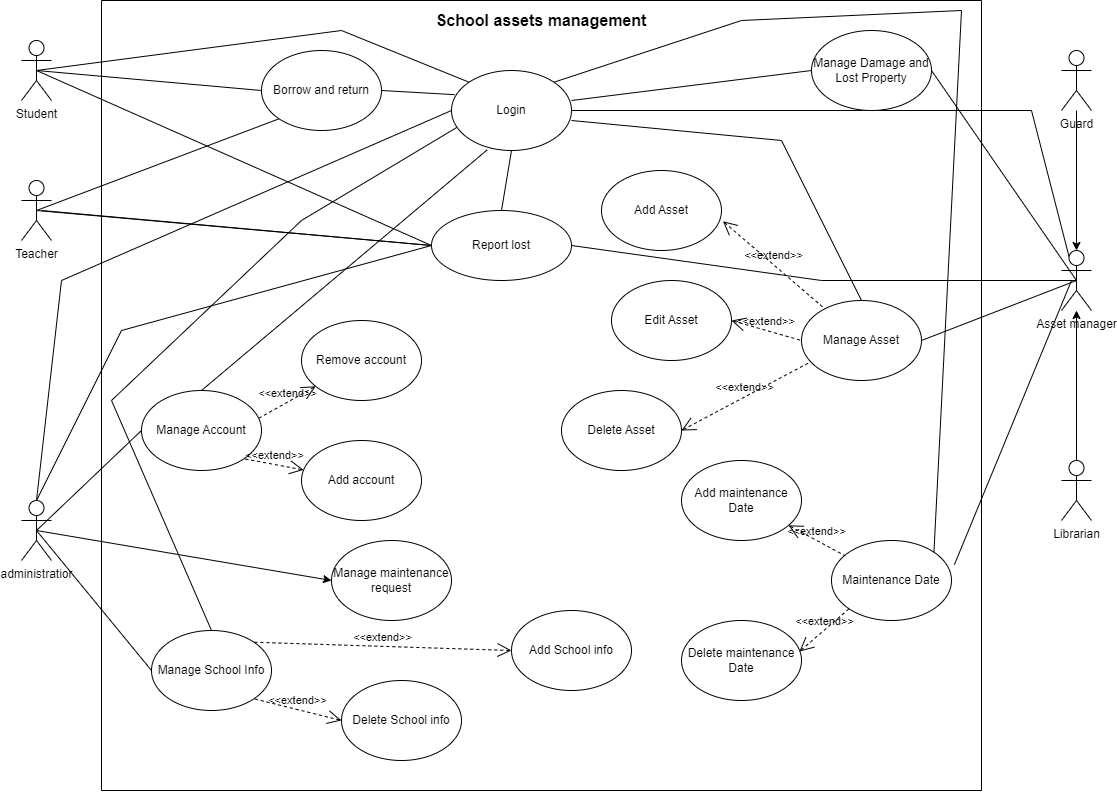 School assets management
Student
Borrow and return
Login
Manage Damage and
Lost Property
Guard
Teacher
Add Asset
Report lost
<<extend>>
Asset manager
Edit Asset
<<extend>>
Manage Asset
Remove account
<<extend>>
<<extend>>
Manage Account
Delete Asset
<<extend>>
Add account
Add maintenance
Date
<<extend>>
Librarian
administration
Manage maintenance
request
Maintenance Date
<<extend>>
<<extend>>
Add School info
Delete maintenance
Date
Manage School Info
<<extend>>
Delete School info